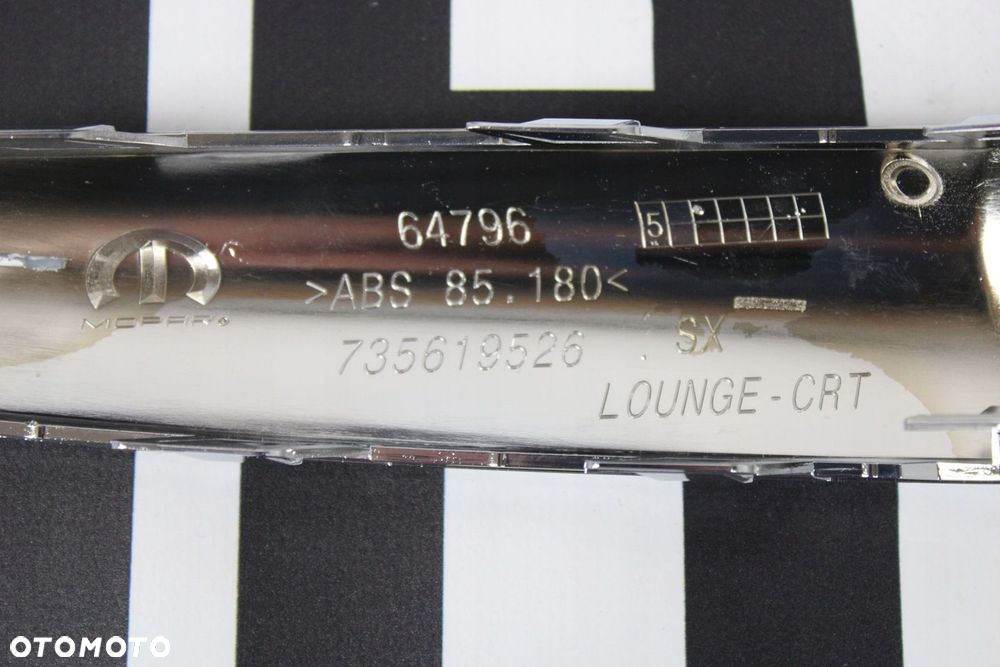 64796
5
>ABS 85.180<
MOPAR®
SX
735619526
LOUNGE-CRT
OTOMOTO